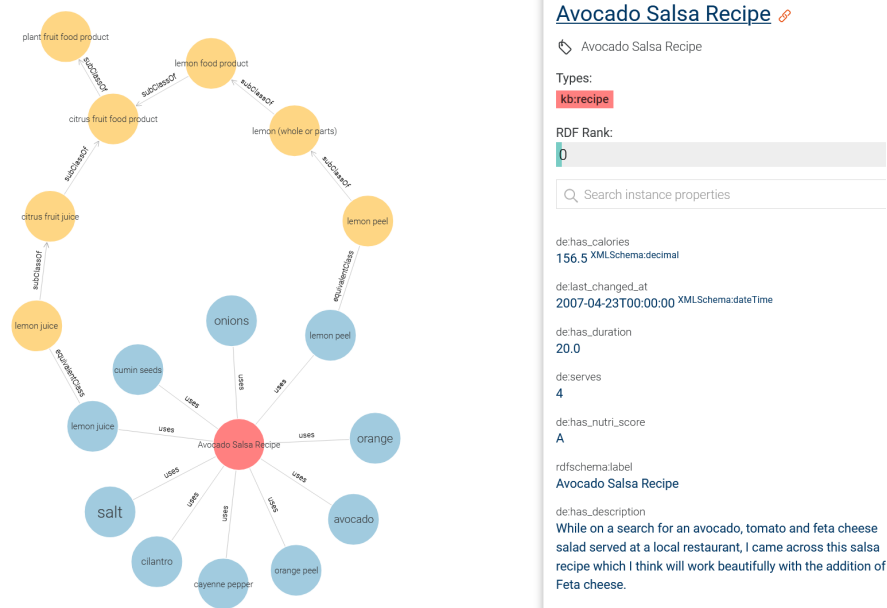 plant fruit food product
subClassOf
lemon food product
subClassOf
subClassOf
citrus fruit food product
lemon (whole or parts)
subClassOf
subClassOf
citrus fruit juice
lemon peel
subClassOf
equivalentClass
onions
lemon juice
lemon peel
equivalentClass
cumin seeds
uses
uses
uses
lemon juice
uses
uses
orange
Avocado Salsa Recipe
uses
uses
uses
uses
uses
salt
avocado
cilantro
orange peel
cayenne pepper
Avocado Salsa Recipe
Avocado Salsa Recipe
Types:
kb:recipe
RDF Rank:
0
Search instance properties
de:has_calories
156.5 XMLSchema:decimal
de:last_changed_at
2007-04-23T00:00:00 XMLSchema:dateTime
de:has_duration
20.0
de:serves
4
de:has_nutri_score
A
rdfschema:label
Avocado Salsa Recipe
de:has_description
While on a search for an avocado, tomato and feta cheese
salad served at a local restaurant, I came across this salsa
recipe which I think will work beautifully with the addition of
Feta cheese.